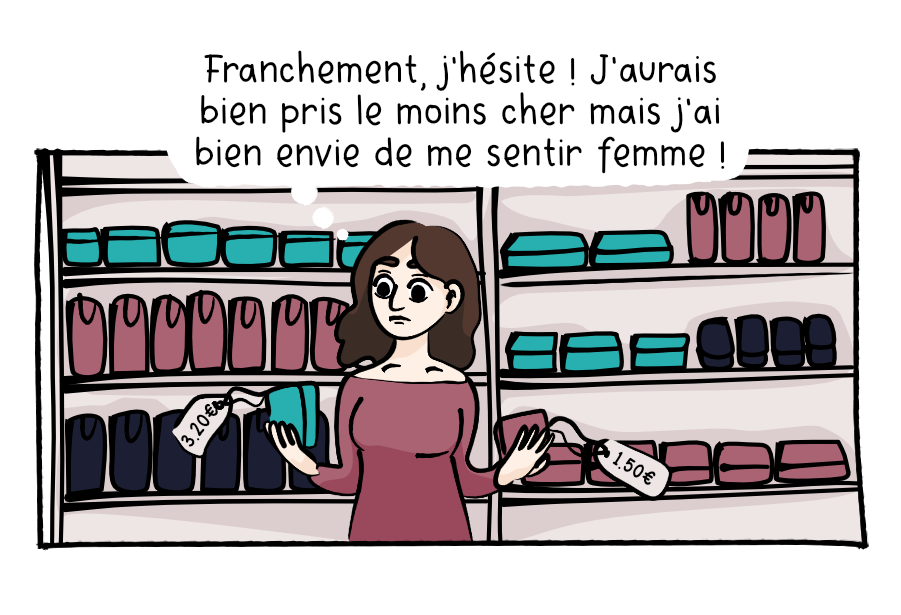 Franchement, j'hésite ! J'aurais
bien pris le moins cher mais j'ai
bien envie de me sentir femme !
3.20€
1.50€